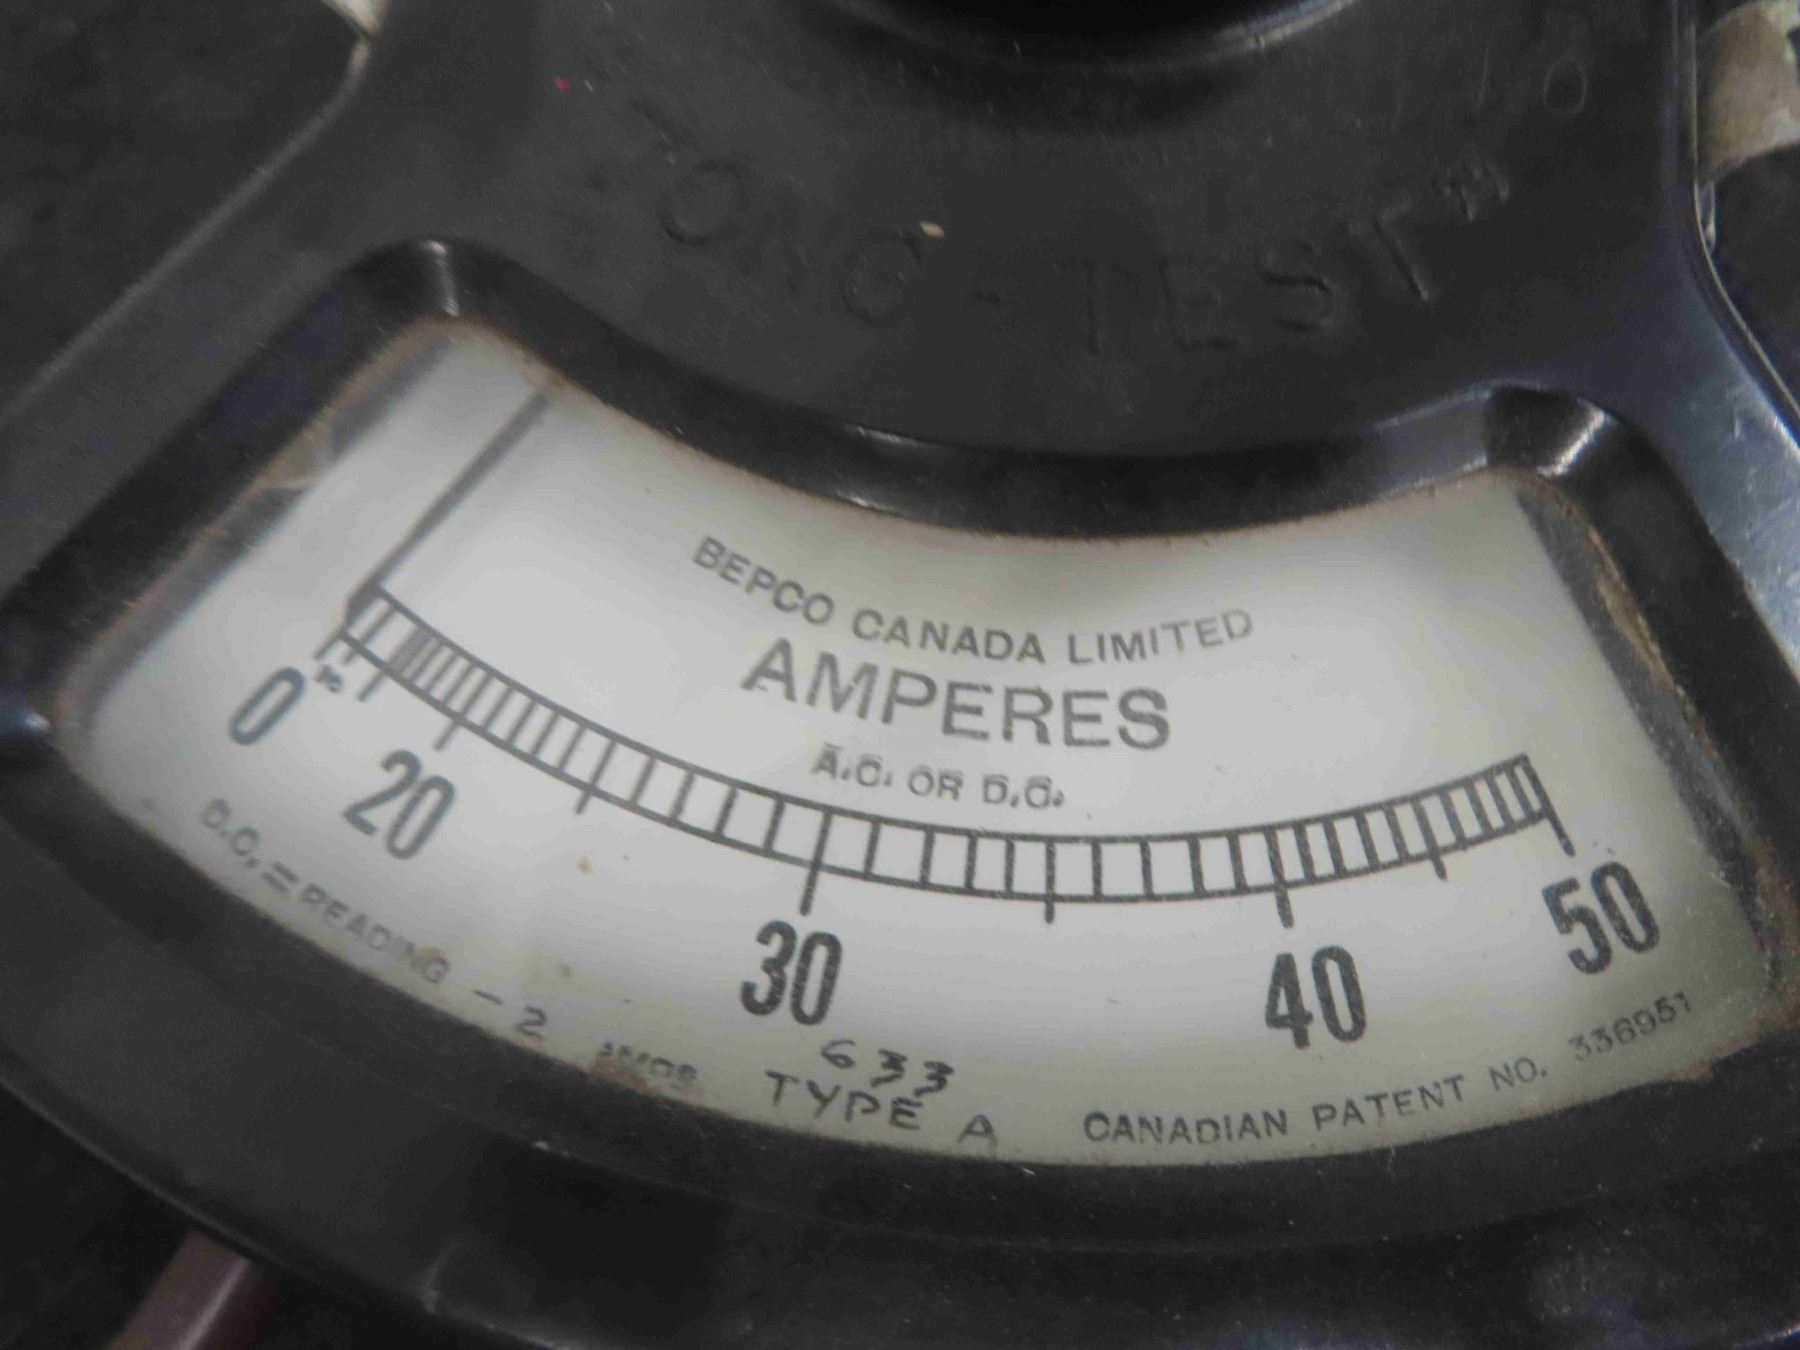 "TONG-TEST"
BEPCO CANADA LIMITED
AMPERES
A.C. OR D.C.
0 20 30 40 50
D.C. = READING - 2
633
TYPE A
CANADIAN PATENT NO. 336951